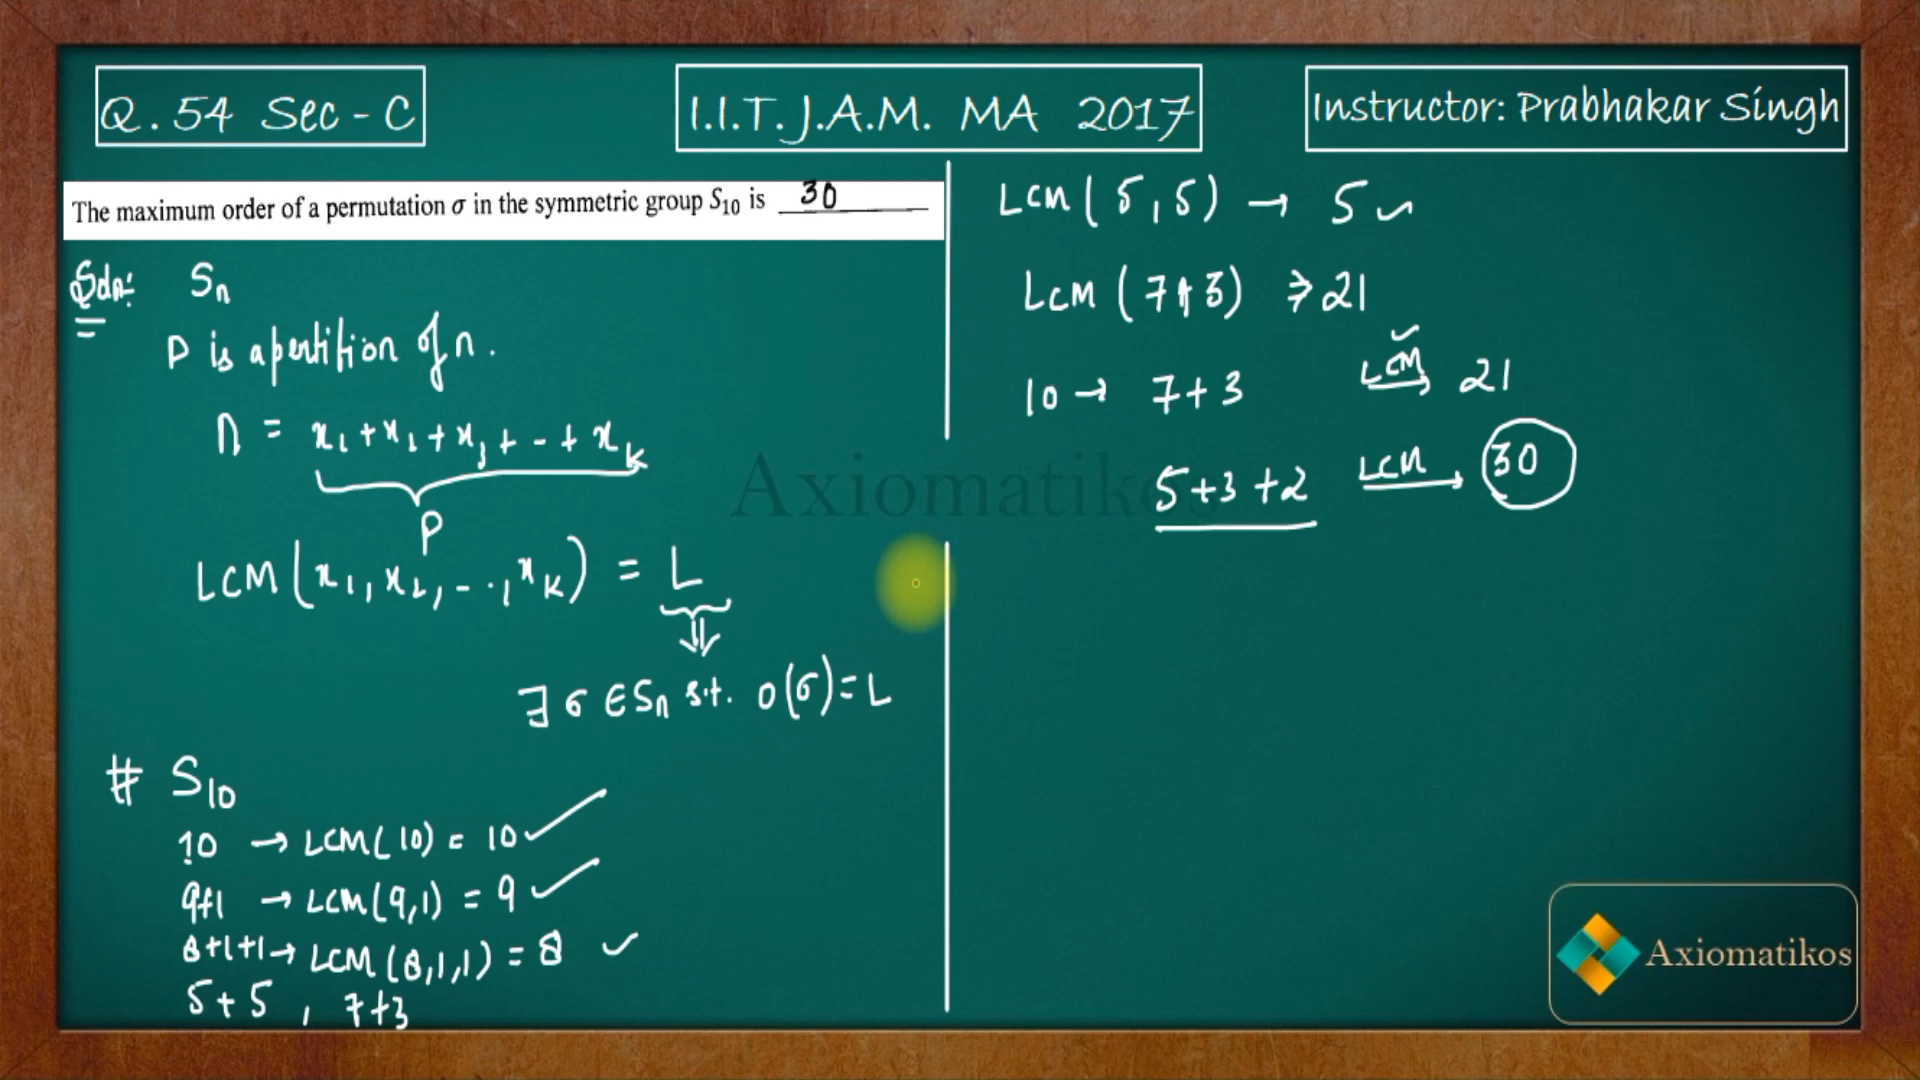 Q.54 Sec-C
I.I.T.J.A.M. MA 2017
Instructor: Prabhakar Singh
The maximum order of a permutation σ in the symmetric group S₁₀ is 30
Soln: Sₙ
P is a partition of n.
n = x₁+x₂+x₃+-+xₖ
P
LCM(x₁,x₂,-.,xₖ) = L
⇓
∃ σ ∈ Sₙ s.t. o(σ)=L
# S₁₀
10 → LCM(10) = 10 ✓
9+1 → LCM(9,1) = 9 ✓
8+1+1 → LCM(8,1,1) = 8 ✓
5+5 , 7+3
LCM(5,5) → 5 ✓
LCM(7,3) → 21
10 → 7+3 LCM→ 21
5+3+2 LCM→ 30
Axiomatikos
Axiomatikos